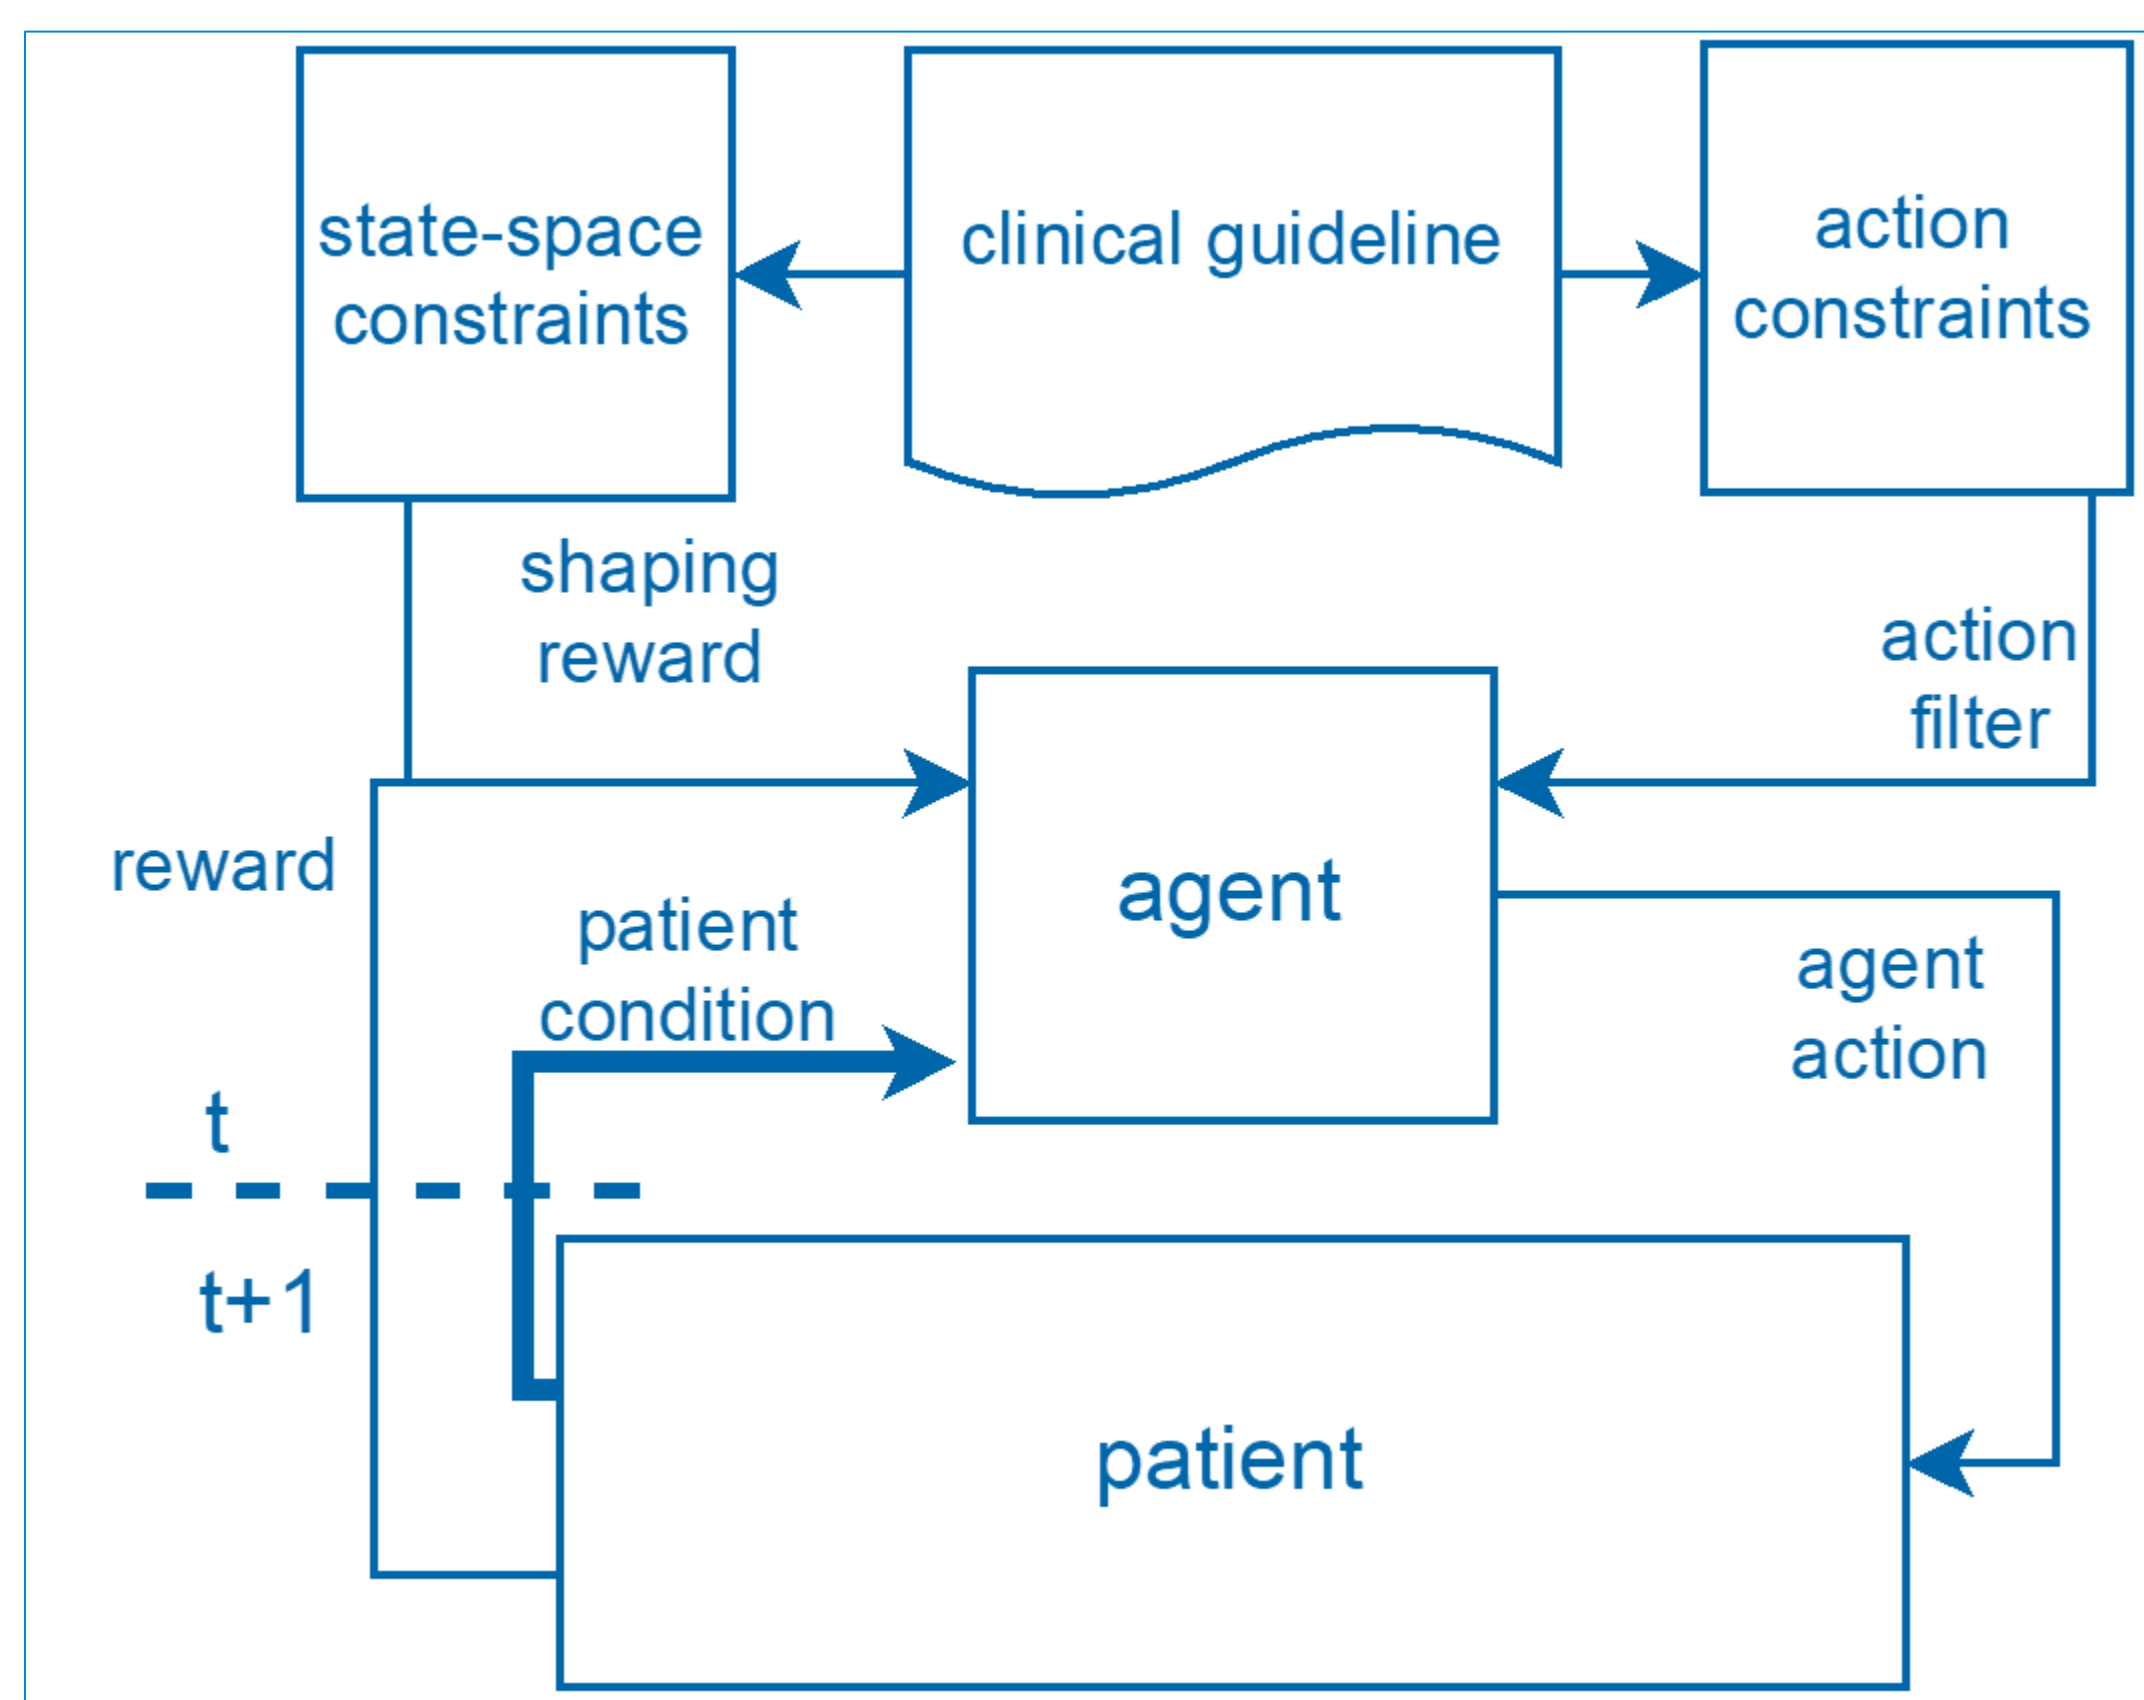 state-space
constraints
clinical guideline
action
constraints
shaping
reward
action
filter
reward
agent
patient
condition
agent
action
t
t+1
patient